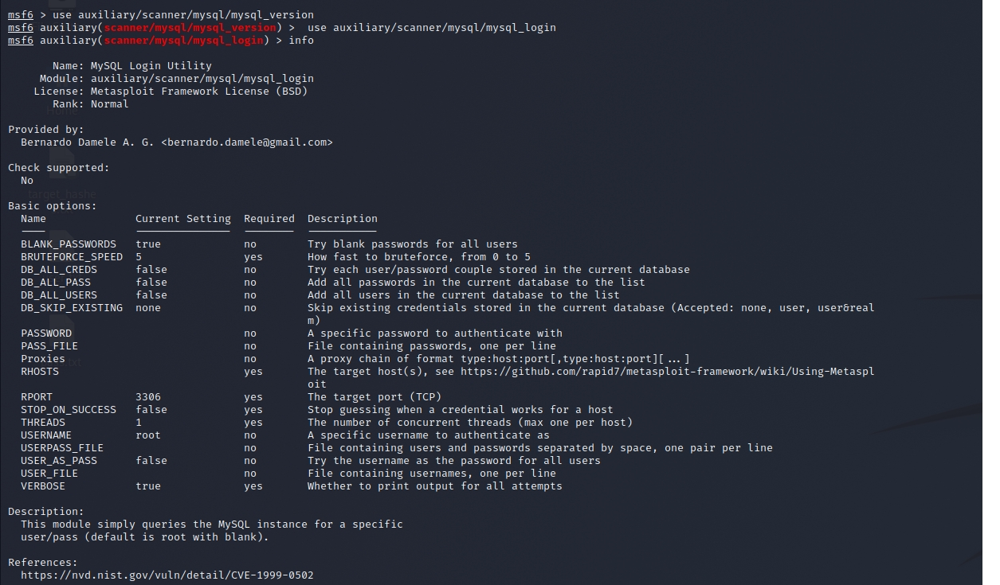 msf6 > use auxiliary/scanner/mysql/mysql_version
msf6 auxiliary(scanner/mysql/mysql_version) >  use auxiliary/scanner/mysql/mysql_login
msf6 auxiliary(scanner/mysql/mysql_login) > info

       Name: MySQL Login Utility
     Module: auxiliary/scanner/mysql/mysql_login
    License: Metasploit Framework License (BSD)
       Rank: Normal

Provided by:
  Bernardo Damele A. G. <bernardo.damele@gmail.com>

Check supported:
  No

Basic options:
  Name              Current Setting  Required  Description
  ----              ---------------  --------  -----------
  BLANK_PASSWORDS   true             no        Try blank passwords for all users
  BRUTEFORCE_SPEED  5                yes       How fast to bruteforce, from 0 to 5
  DB_ALL_CREDS      false            no        Try each user/password couple stored in the current database
  DB_ALL_PASS       false            no        Add all passwords in the current database to the list
  DB_ALL_USERS      false            no        Add all users in the current database to the list
  DB_SKIP_EXISTING  none             no        Skip existing credentials stored in the current database (Accepted: none, user, user&real
                                               m)
  PASSWORD                           no        A specific password to authenticate with
  PASS_FILE                          no        File containing passwords, one per line
  Proxies                            no        A proxy chain of format type:host:port[,type:host:port][...]
  RHOSTS                             yes       The target host(s), see https://github.com/rapid7/metasploit-framework/wiki/Using-Metaspl
                                               oit
  RPORT             3306             yes       The target port (TCP)
  STOP_ON_SUCCESS   false            yes       Stop guessing when a credential works for a host
  THREADS           1                yes       The number of concurrent threads (max one per host)
  USERNAME          root             no        A specific username to authenticate as
  USERPASS_FILE                      no        File containing users and passwords separated by space, one pair per line
  USER_AS_PASS      false            no        Try the username as the password for all users
  USER_FILE                          no        File containing usernames, one per line
  VERBOSE           true             yes       Whether to print output for all attempts

Description:
  This module simply queries the MySQL instance for a specific
  user/pass (default is root with blank).

References:
  https://nvd.nist.gov/vuln/detail/CVE-1999-0502